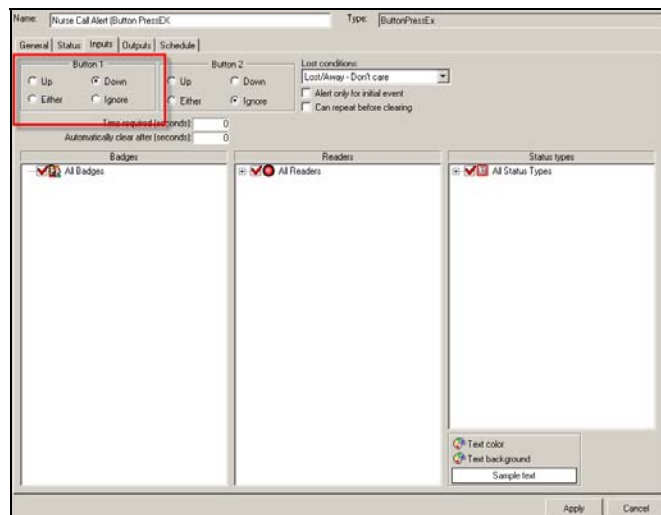 Name: Nurse Call Alert (Button PressEX Type: ButtonPressEx
General Status Inputs Outputs Schedule
Button 1 Button 2 Lost conditions:
Up Down Up Down Lost/Away - Don't care
Either Ignore Either Ignore Alert only for initial event
Can repeat before clearing
Time required (seconds): 0
Automatically clear after (seconds): 0
Badges Readers Status types
All Badges All Readers All Status Types
Text color
Text background
Sample text
Apply Cancel